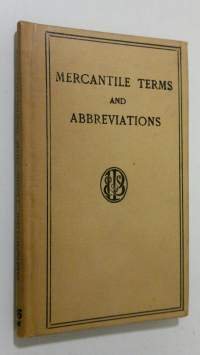 MERCANTILE TERMS
AND
ABBREVIATIONS